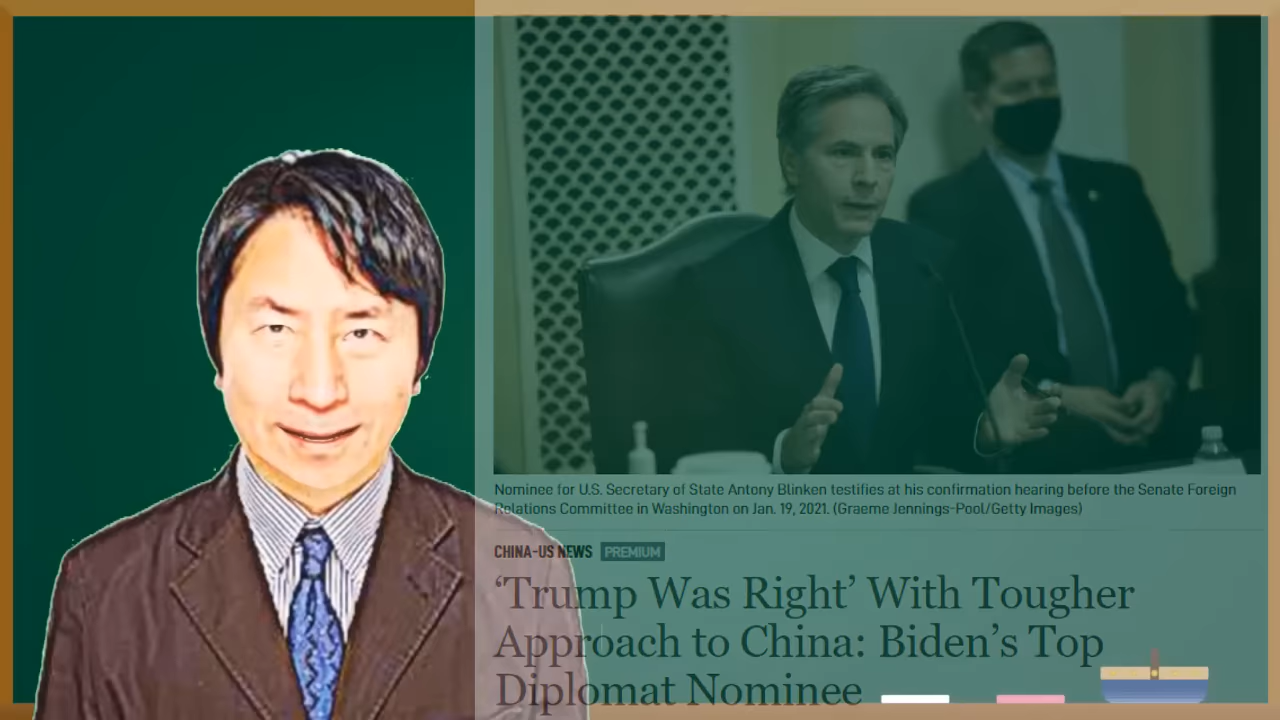 Nominee for U.S. Secretary of State Antony Blinken testifies at his confirmation hearing before the Senate Foreign
Relations Committee in Washington on Jan. 19, 2021. (Graeme Jennings-Pool/Getty Images)
CHINA-US NEWS PREMIUM
‘Trump Was Right’ With Tougher
Approach to China: Biden’s Top
Diplomat Nominee